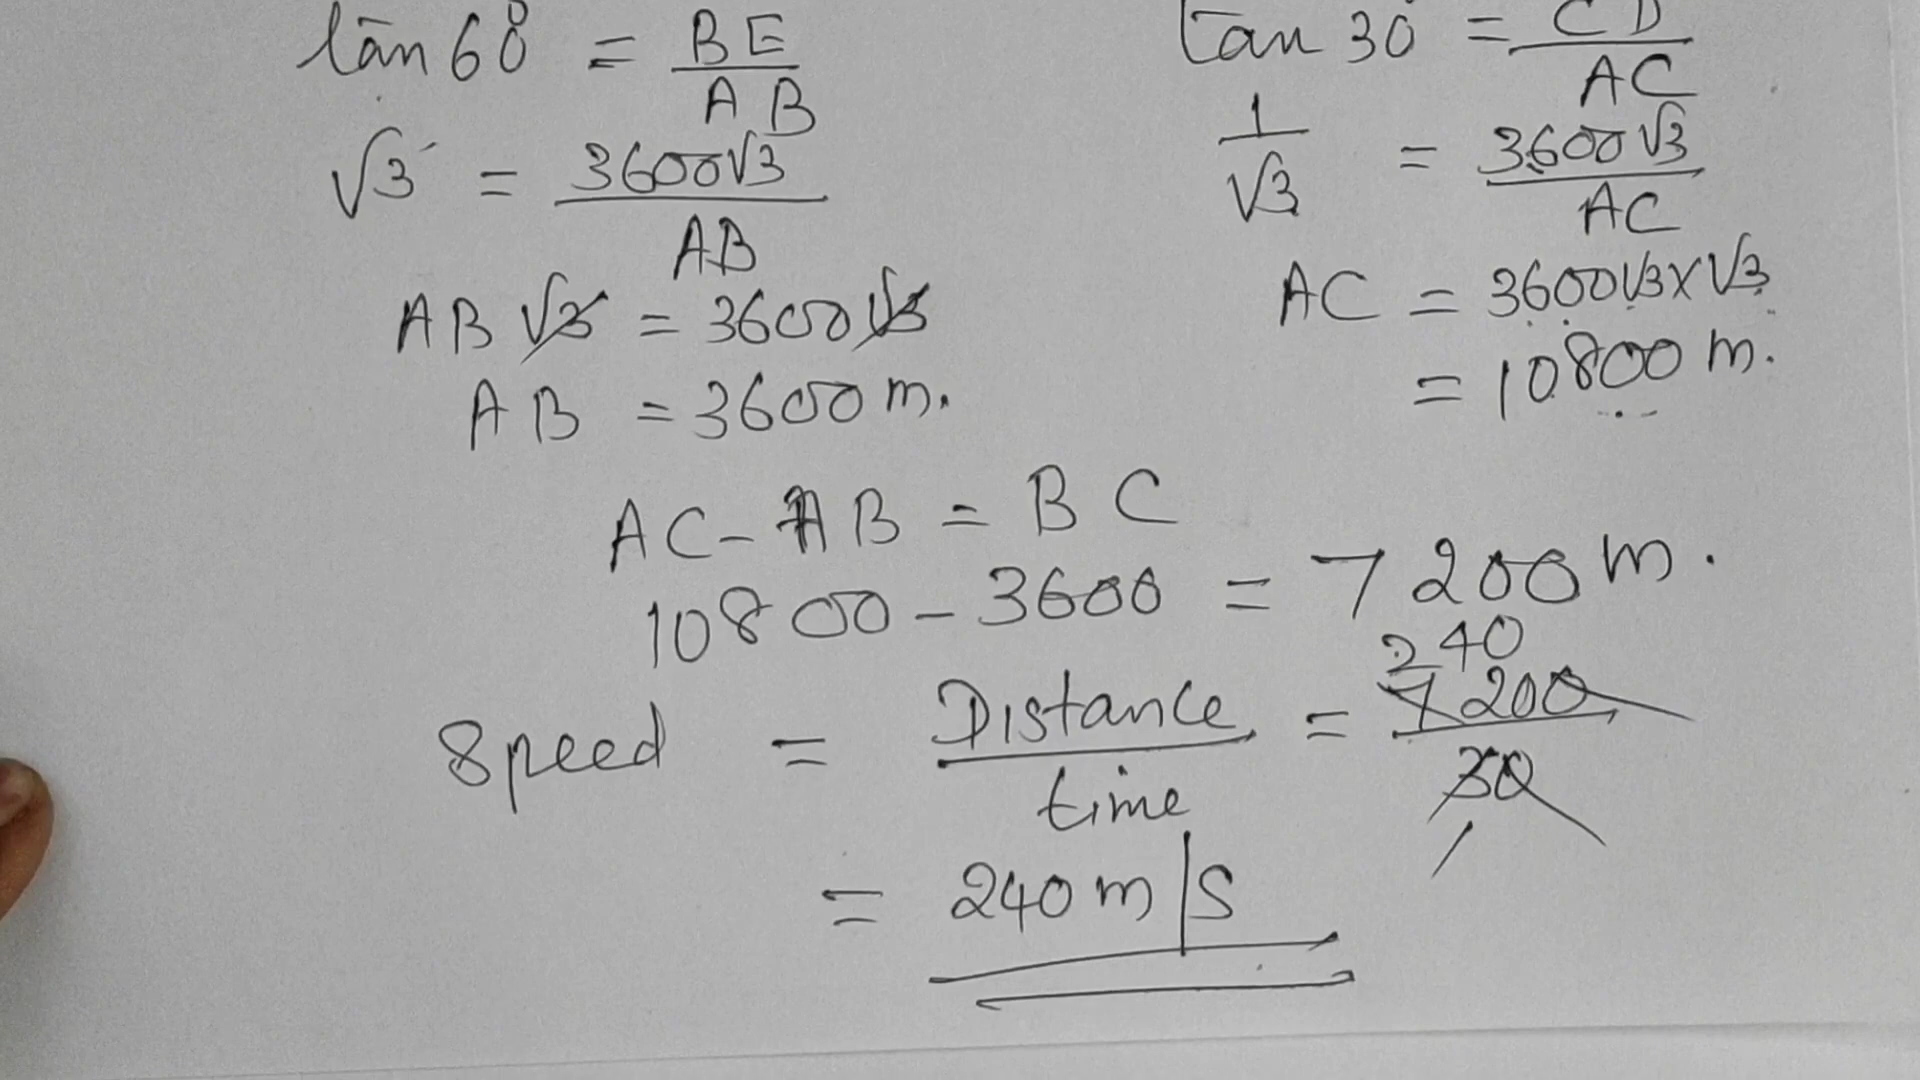 tan 60° = BE/AB
√3 = 3600√3/AB
AB√3 = 3600√3
AB = 3600 m.
tan 30° = CD/AC
1/√3 = 3600√3/AC
AC = 3600√3×√3
= 10800 m.
AC-AB = BC
10800-3600 = 7200 m.
Speed = Distance/time = 7200/30 240
1
= 240 m/s